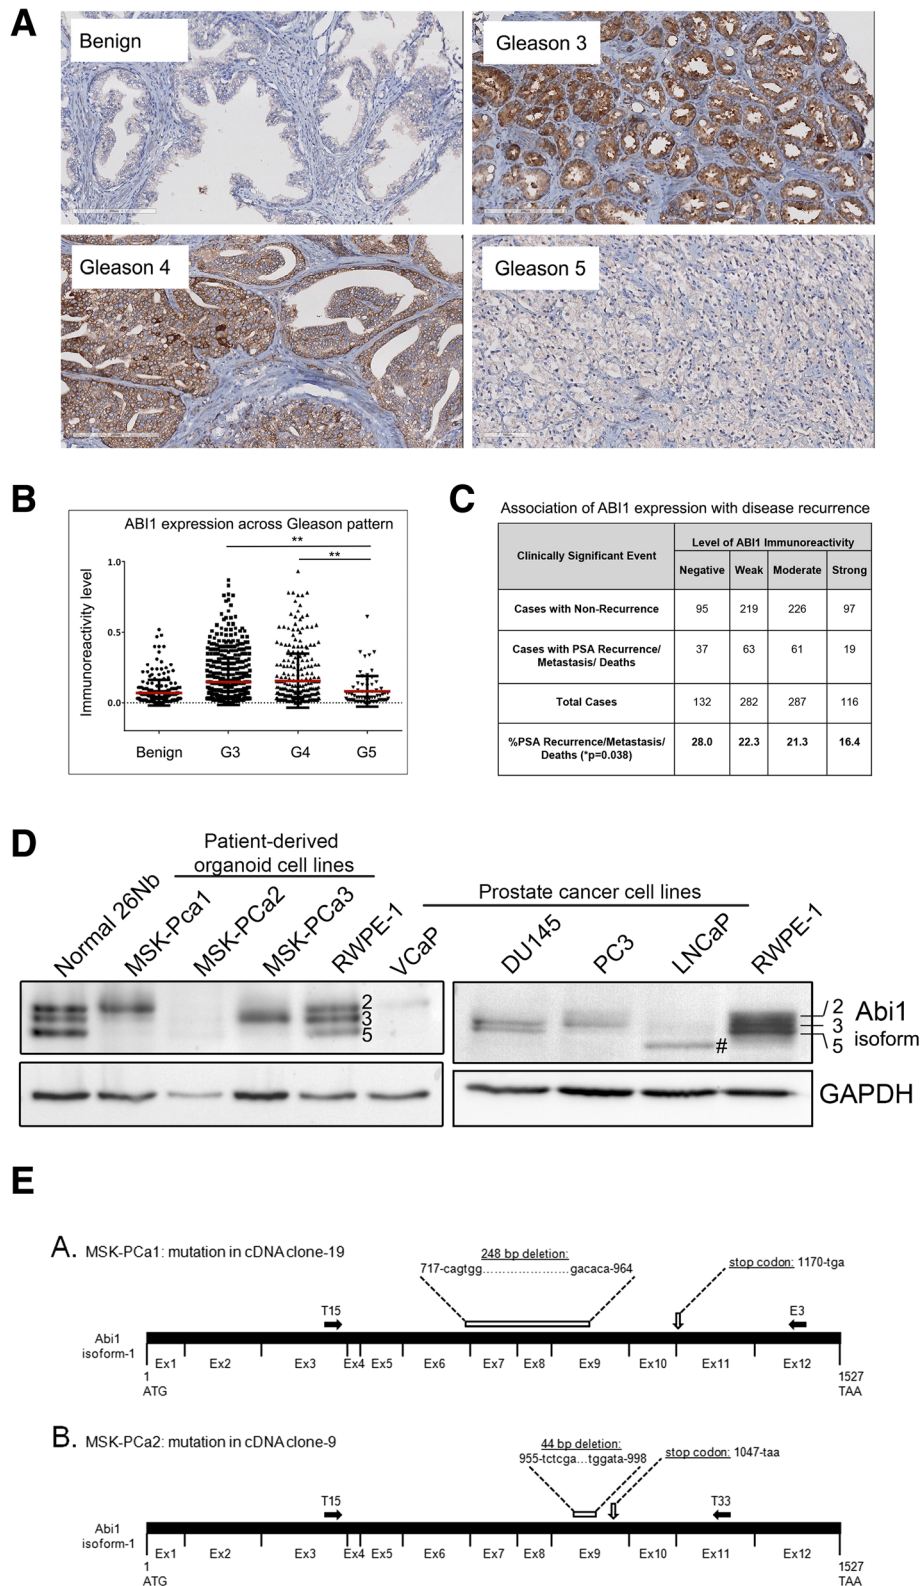 A
Benign
Gleason 3
Gleason 4
Gleason 5
B
ABI1 expression across Gleason pattern
**
**
Immunoreactivity level
1.0
0.5
0.0
Benign G3 G4 G5
C
Association of ABI1 expression with disease recurrence
Clinically Significant Event
Level of ABI1 Immunoreactivity
Negative Weak Moderate Strong
Cases with Non-Recurrence 95 219 226 97
Cases with PSA Recurrence/
Metastasis/ Deaths 37 63 61 19
Total Cases 132 282 287 116
%PSA Recurrence/Metastasis/
Deaths (*p=0.038) 28.0 22.3 21.3 16.4
D
Patient-derived
organoid cell lines
Prostate cancer cell lines
Normal 26Nb
MSK-Pca1
MSK-PCa2
MSK-PCa3
RWPE-1
VCaP
DU145
PC3
LNCaP
RWPE-1
2
3
5
#
2
3
5
Abi1
isoform
GAPDH
E
A. MSK-PCa1: mutation in cDNA clone-19
248 bp deletion:
717-cagtgg......................gacaca-964
stop codon: 1170-tga
T15
E3
Abi1
isoform-1
Ex1 Ex2 Ex3 Ex4 Ex5 Ex6 Ex7 Ex8 Ex9 Ex10 Ex11 Ex12
1
ATG
1527
TAA
B. MSK-PCa2: mutation in cDNA clone-9
44 bp deletion:
955-tctcga...tggata-998
stop codon: 1047-taa
T15
T33
Abi1
isoform-1
Ex1 Ex2 Ex3 Ex4 Ex5 Ex6 Ex7 Ex8 Ex9 Ex10 Ex11 Ex12
1
ATG
1527
TAA